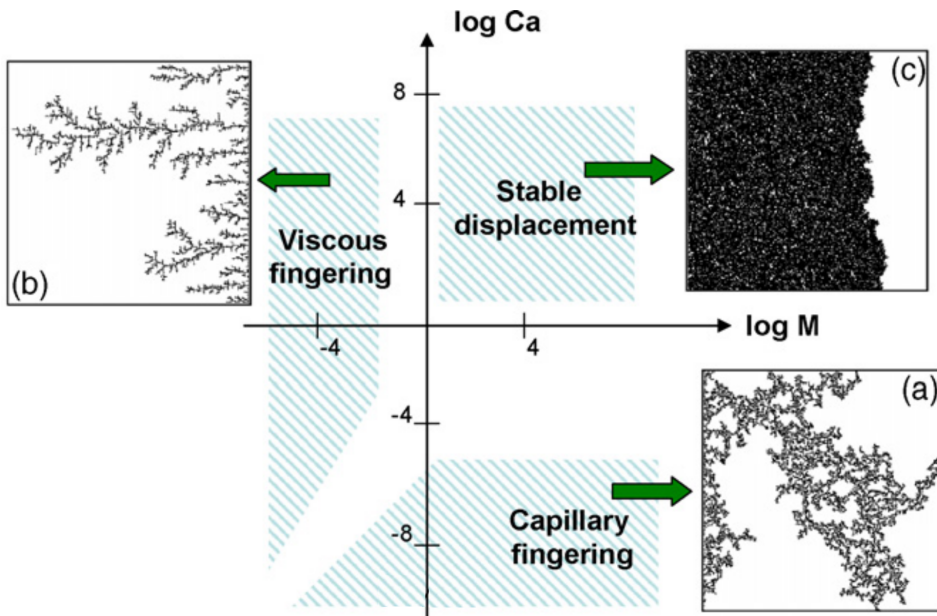 log Ca
(c)
8
Stable
displacement
4
Viscous
fingering
(b)
log M
-4
4
(a)
-4
Capillary
fingering
-8